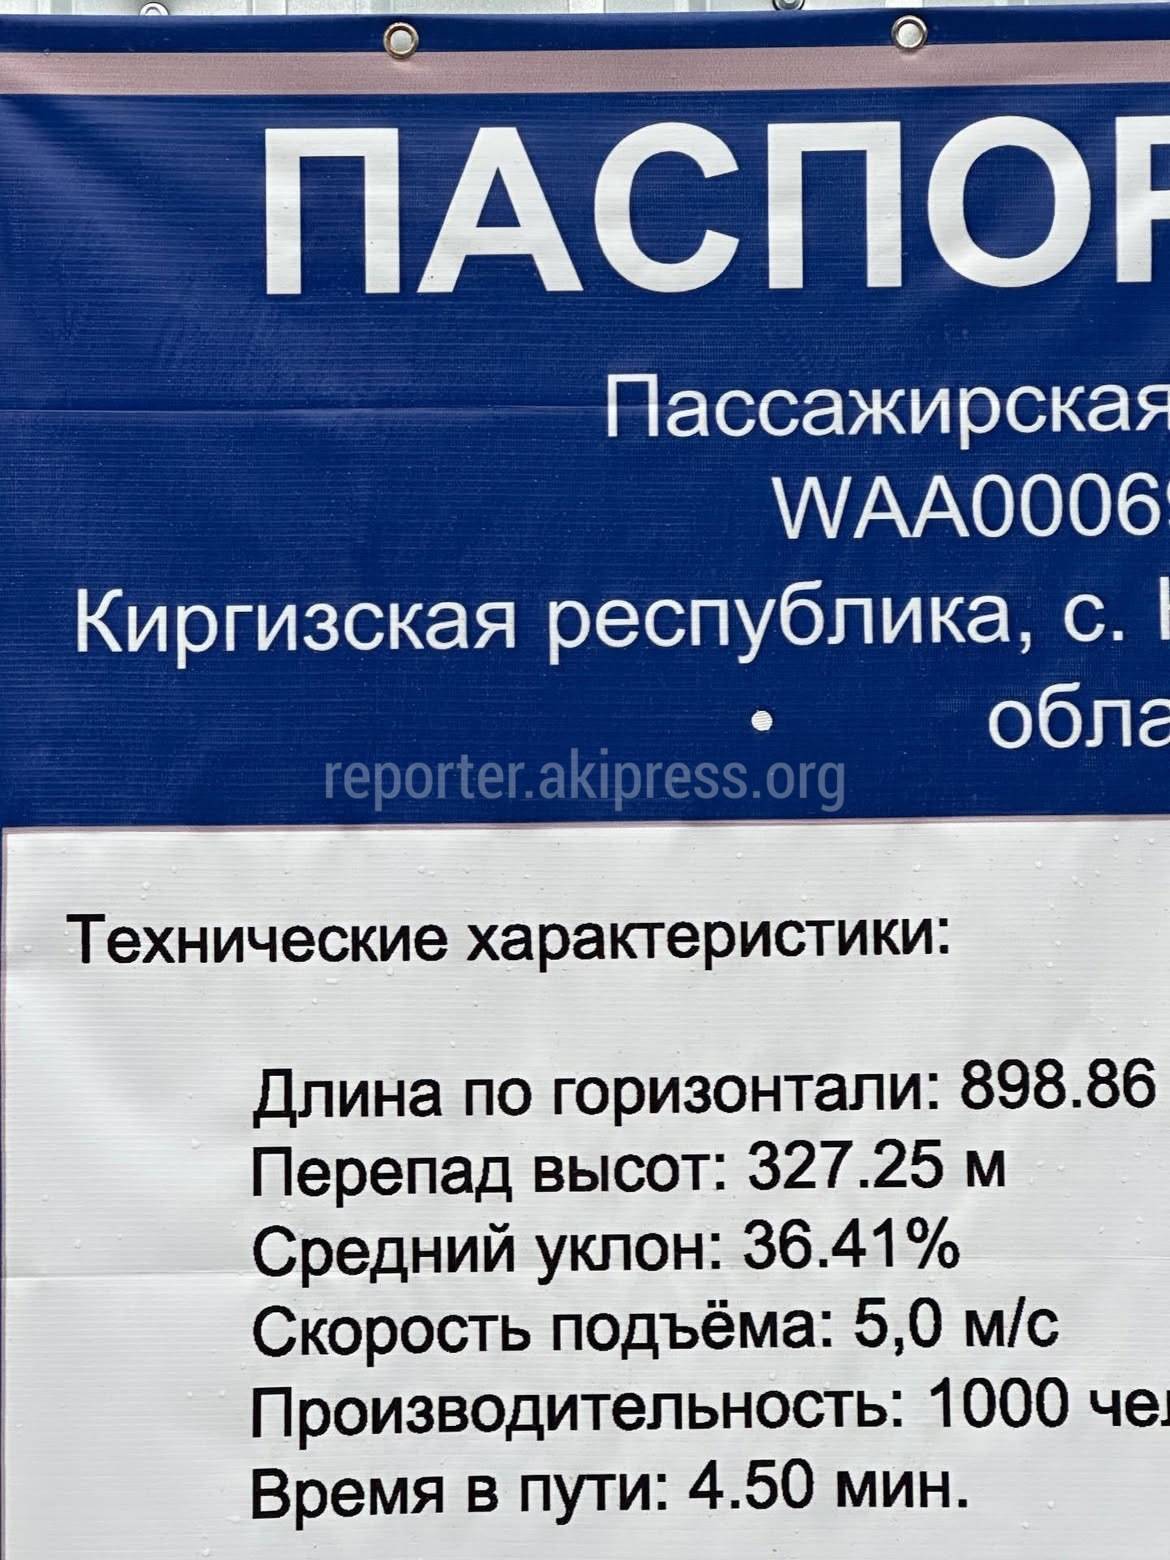 ПАСПОР
Пассажирская
WAA0006
Киргизская республика, с.
обла
reporter.akipress.org
Технические характеристики:
Длина по горизонтали: 898.86
Перепад высот: 327.25 м
Средний уклон: 36.41%
Скорость подъёма: 5,0 м/с
Производительность: 1000 чел
Время в пути: 4.50 мин.